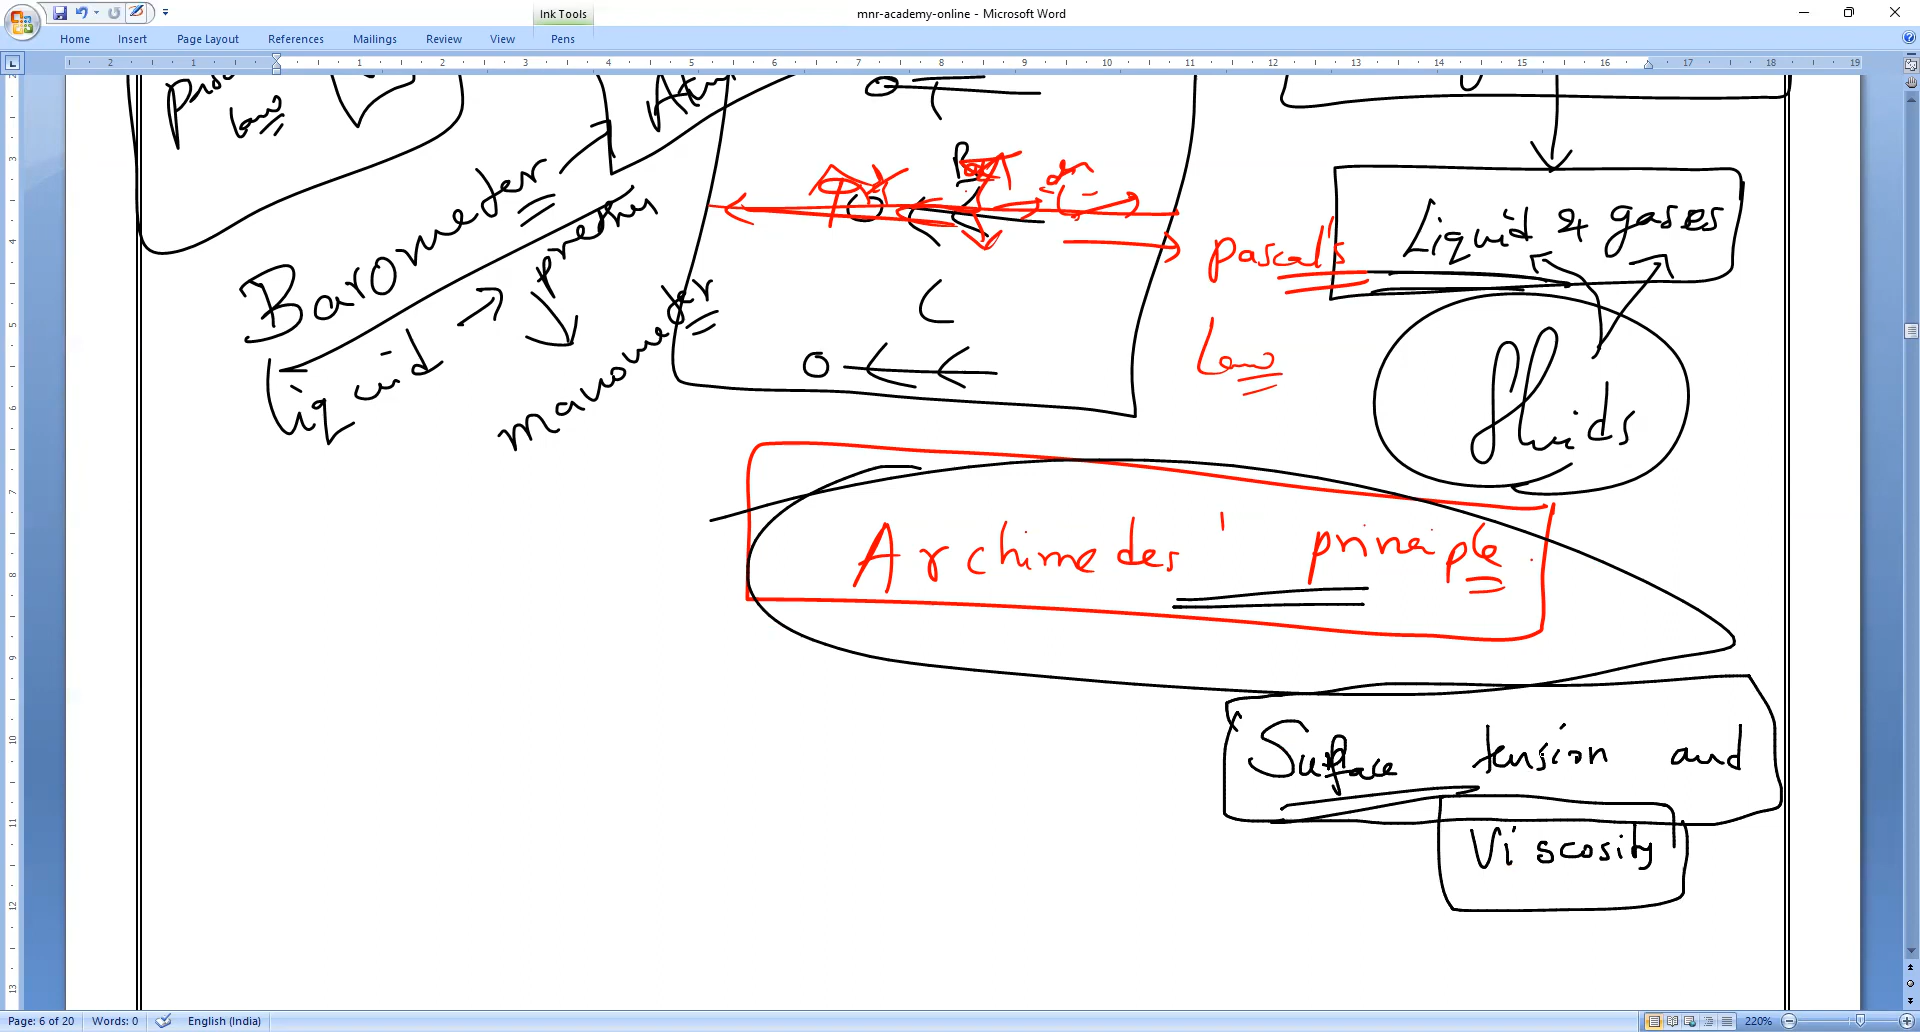 Ink Tools
mnr-academy-online - Microsoft Word
Home Insert Page Layout References Mailings Review View Pens
law
Barometer
Liquid
manometer
Pascal's
Law
Liquid & gases
fluids
Archimedes' principle
Surface tension and
Viscosity
Page: 6 of 20 Words: 0 English (India) 220%